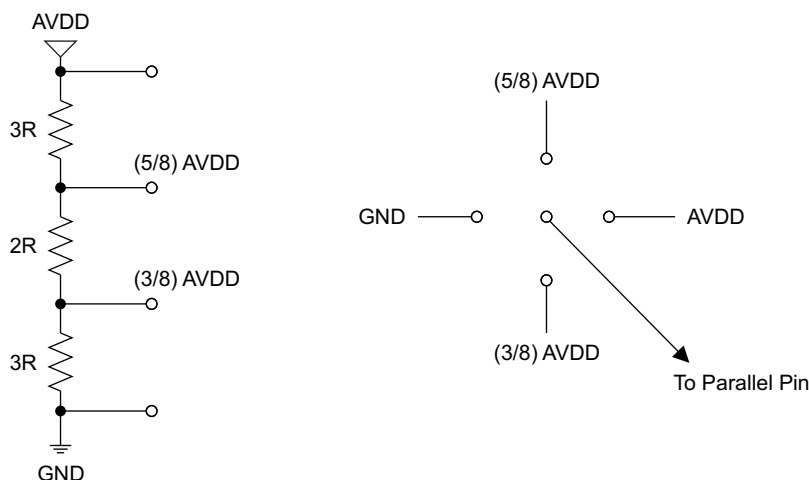 AVDD
3R
(5/8) AVDD
2R
(3/8) AVDD
3R
GND
(5/8) AVDD
GND
AVDD
(3/8) AVDD
To Parallel Pin